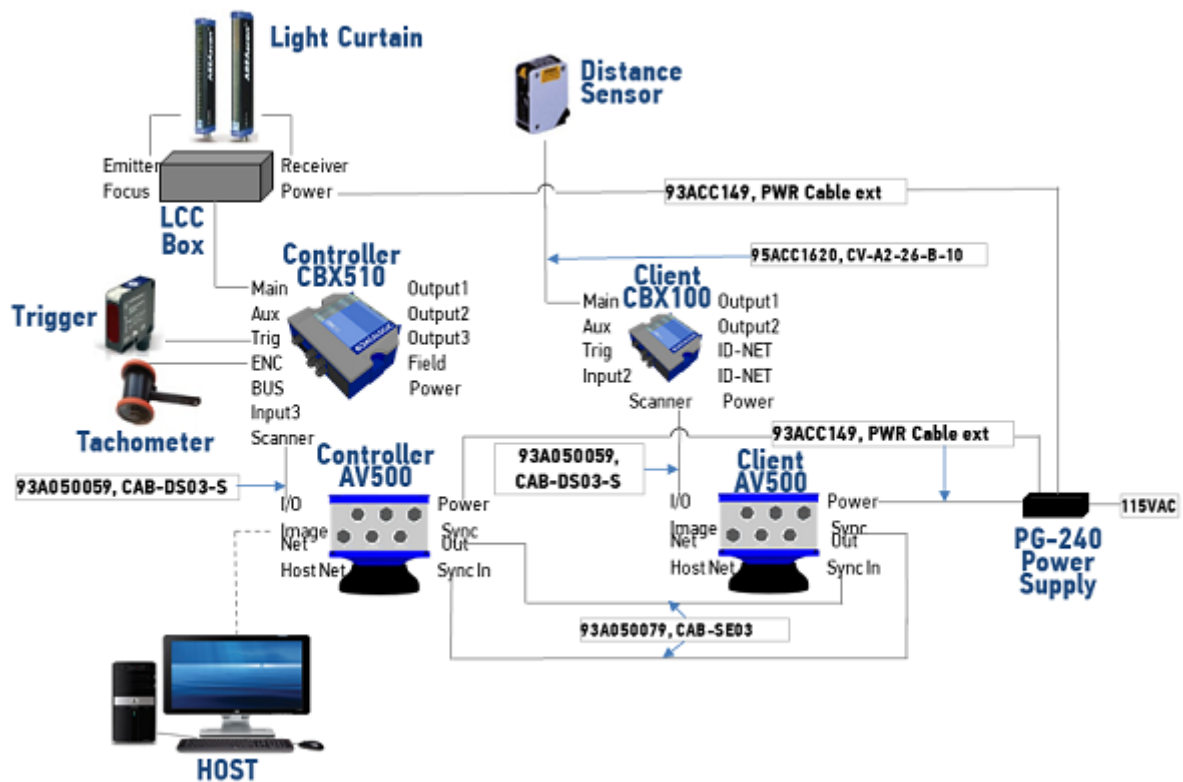 Light Curtain
Distance
Sensor
Emitter
Receiver
Focus
Power
LCC
Box
93ACC149, PWR Cable ext
95ACC1620, CV-A2-26-B-10
Controller
CBX510
Main
Output1
Aux
Output2
Trig
Output3
ENC
Field
BUS
Power
Input3
Scanner
Client
CBX100
Main
Output1
Aux
Output2
Trig
ID-NET
Input2
ID-NET
Scanner
Power
Trigger
Tachometer
93A050059, CAB-DS03-S
93A050059,
CAB-DS03-S
93ACC149, PWR Cable ext
Controller
AV500
I/O
Power
Image
Net
Sync
Out
Host Net
Sync In
Client
AV500
I/O
Power
Image
Net
Sync
Out
Host Net
Sync In
115VAC
PG-240
Power
Supply
93A050079, CAB-SE03
HOST